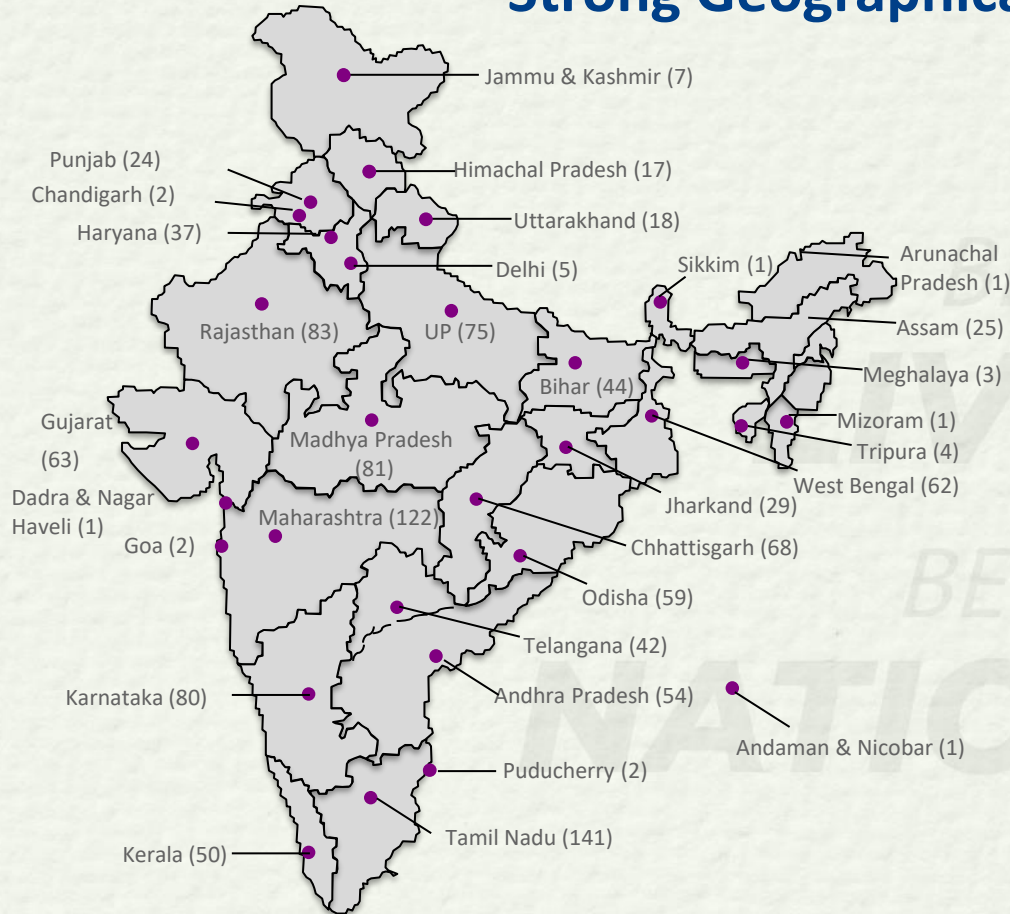 Strong Geographica
Jammu & Kashmir (7)
Punjab (24)
Himachal Pradesh (17)
Chandigarh (2)
Uttarakhand (18)
Haryana (37)
Delhi (5)
Sikkim (1)
Arunachal
Pradesh (1)
Rajasthan (83)
UP (75)
Assam (25)
Bihar (44)
Meghalaya (3)
Gujarat
(63)
Madhya Pradesh
(81)
Mizoram (1)
Tripura (4)
West Bengal (62)
Dadra & Nagar
Haveli (1)
Jharkand (29)
Maharashtra (122)
Goa (2)
Chhattisgarh (68)
Odisha (59)
Telangana (42)
Karnataka (80)
Andhra Pradesh (54)
Andaman & Nicobar (1)
Puducherry (2)
Tamil Nadu (141)
Kerala (50)
BE
NATIO